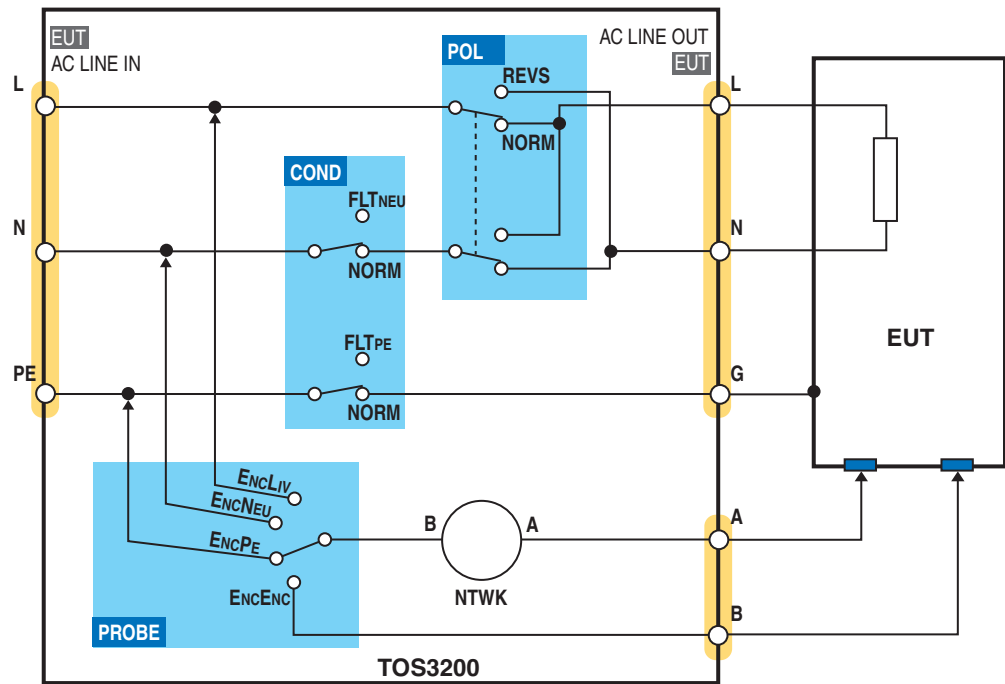 EUT
AC LINE IN
AC LINE OUT
EUT
POL
REVS
NORM
L
L
COND
FLTNEU
NORM
N
N
FLTPE
NORM
PE
G
EUT
ENCLIV
ENCNEU
ENCPE
ENCENC
PROBE
B
A
NTWK
A
B
TOS3200